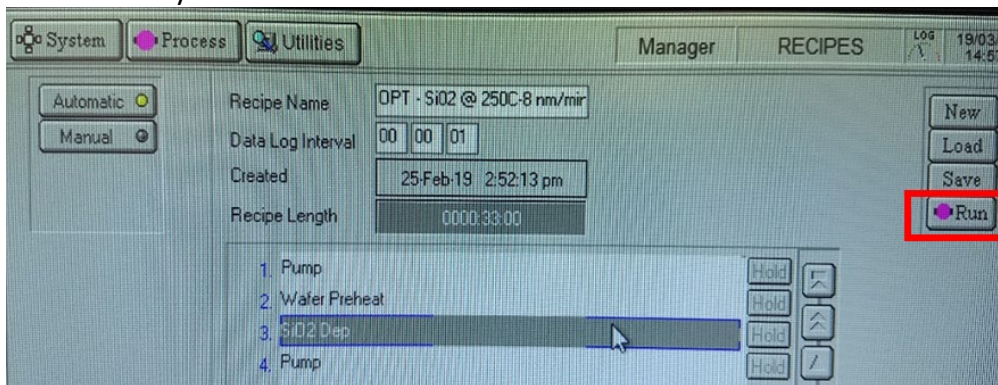 System Process Utilities Manager RECIPES LOG 19/03
14:5
Automatic
Manual
Recipe Name OPT - SiO2 @ 250C-8 nm/min
Data Log Interval 00 00 01
Created 25-Feb-19 2:52:13 pm
Recipe Length 0000:33:00
New
Load
Save
Run
1. Pump Hold
2. Wafer Preheat Hold
3. SiO2 Dep Hold
4. Pump Hold